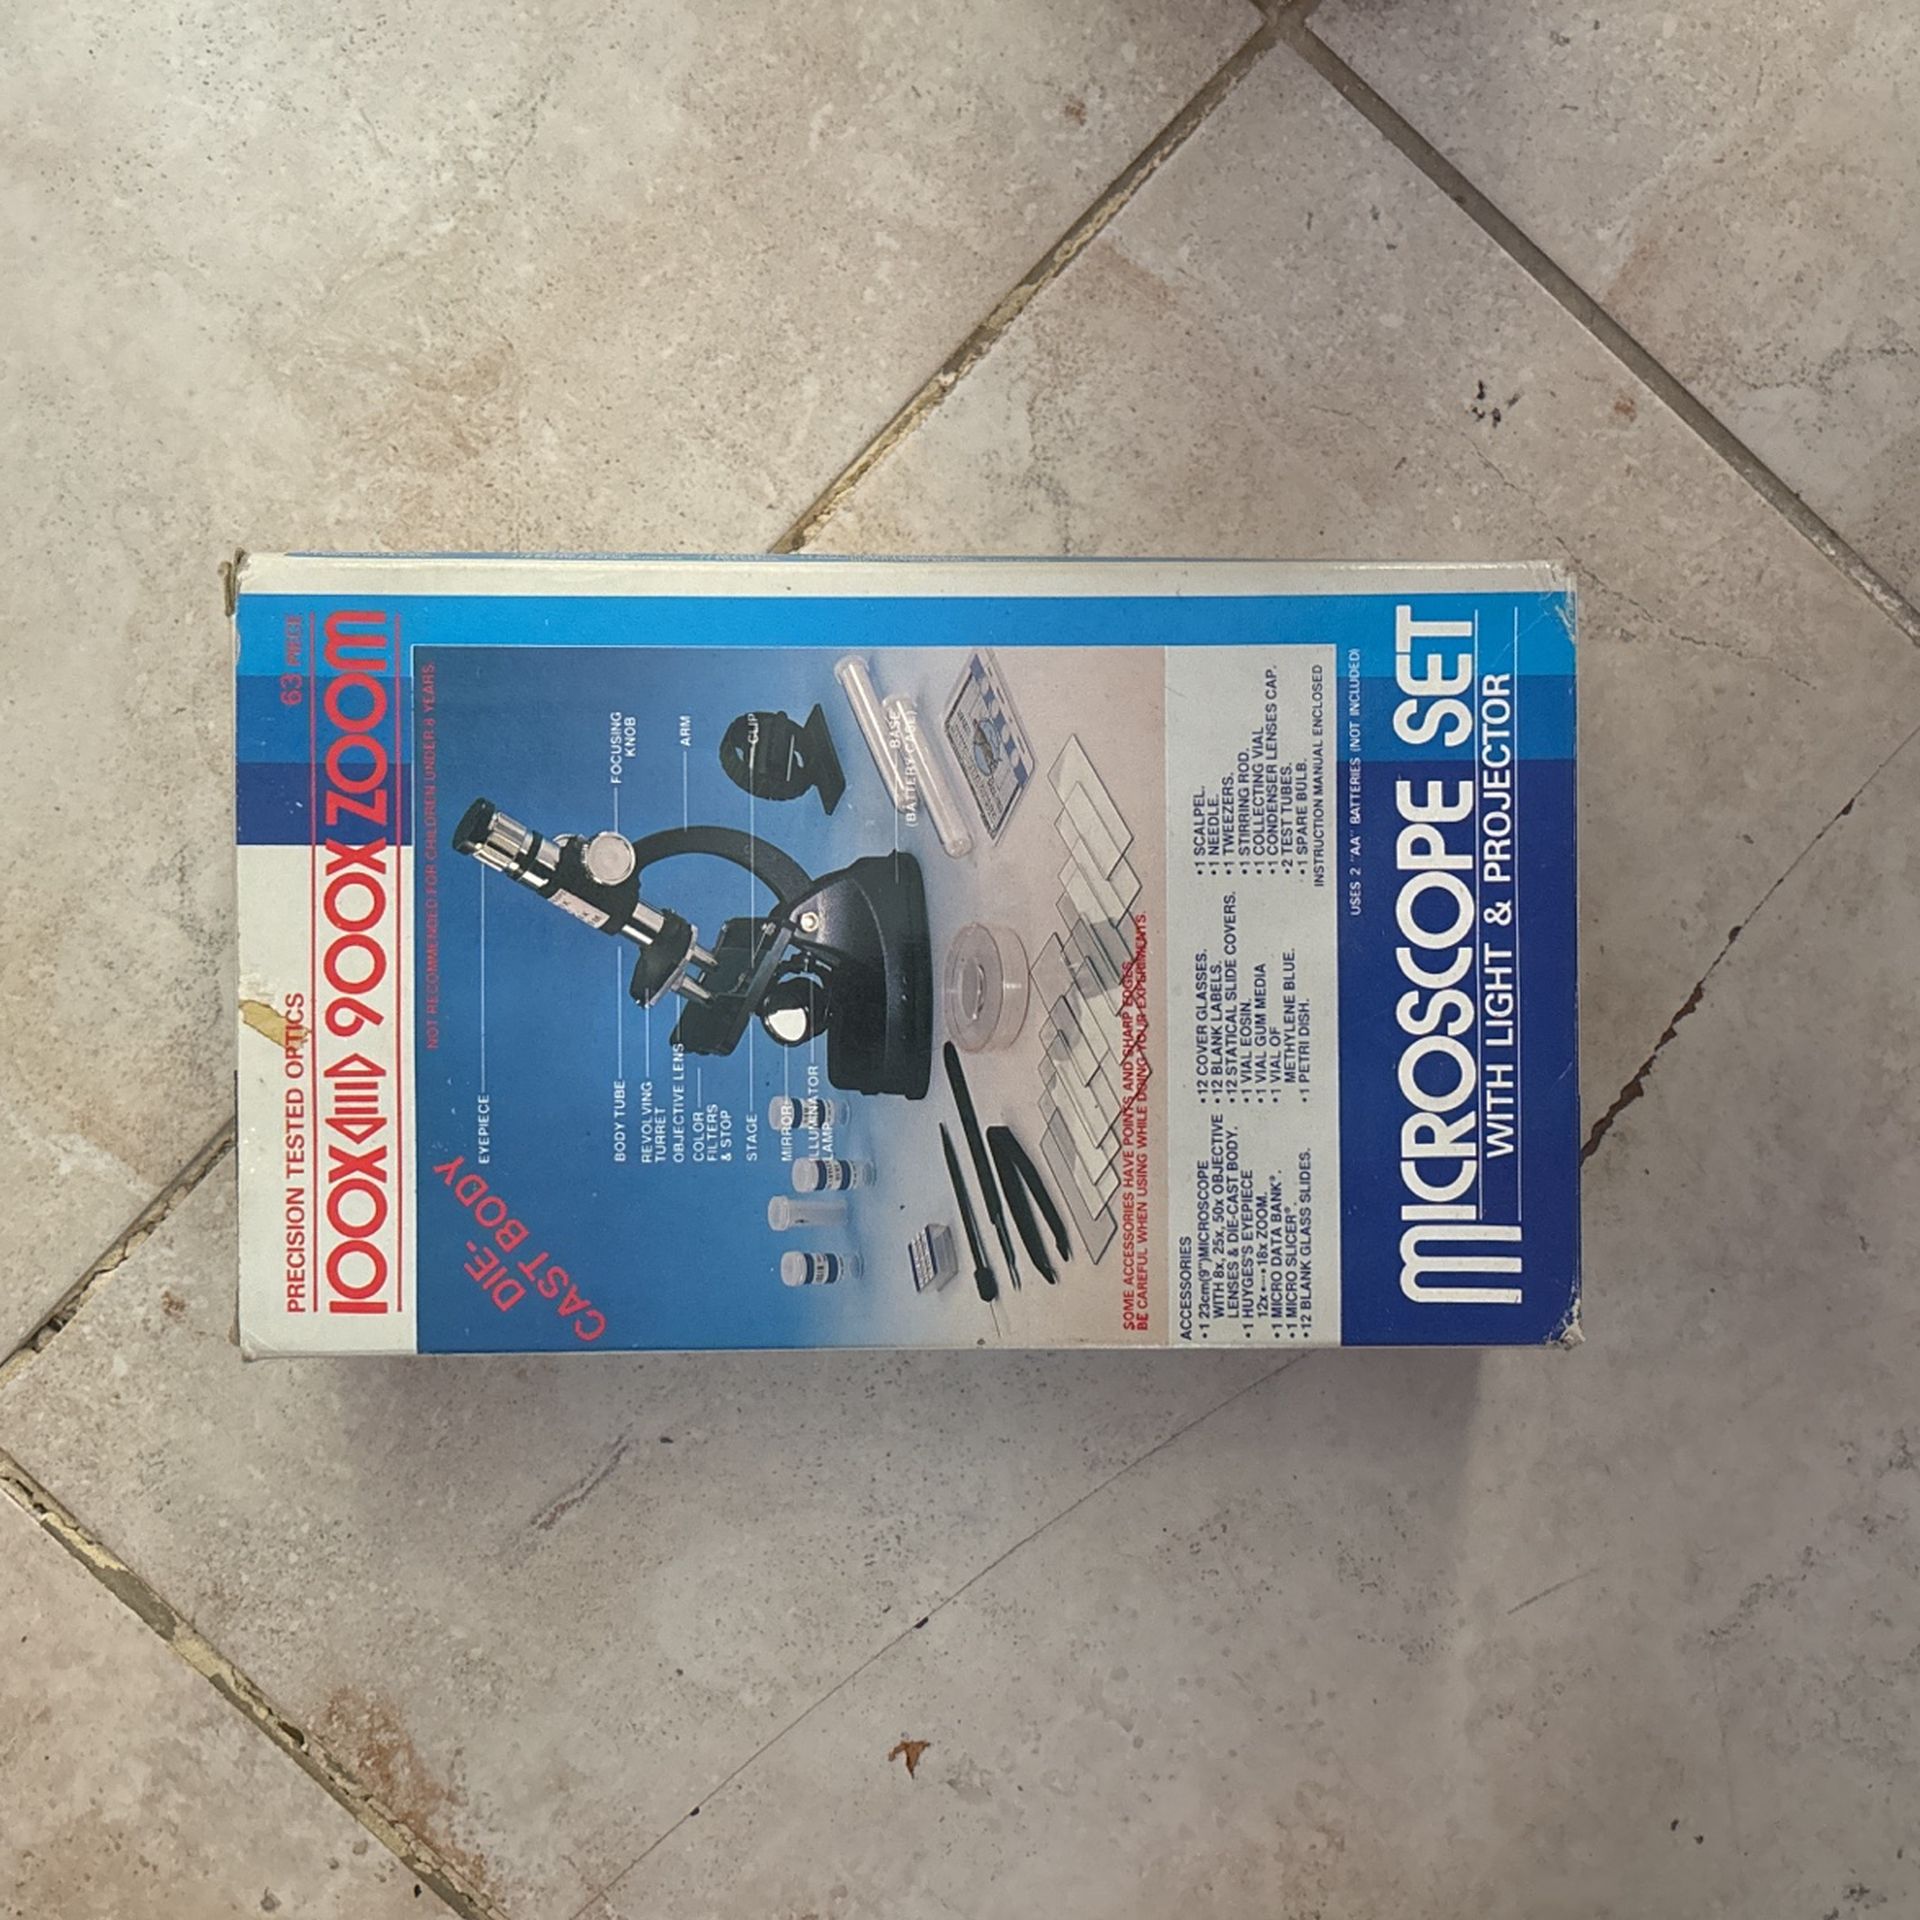 63 PIECE
PRECISION TESTED OPTICS
100X 900X ZOOM
NOT RECOMMENDED FOR CHILDREN UNDER 8 YEARS.
DIE-
CAST BODY
EYEPIECE
FOCUSING
KNOB
BODY TUBE
ARM
REVOLVING
TURRET
OBJECTIVE LENS
COLOR
FILTERS
& STOP
CLIP
STAGE
MIRROR
ILLUMINATOR
LAMP
BASE
(BATTERY CASE)
SOME ACCESSORIES HAVE POINTS AND SHARP EDGES.
BE CAREFUL WHEN USING WHILE DOING YOUR EXPERIMENTS.
ACCESSORIES
•1 23cm(9")MICROSCOPE
WITH 8x, 25x, 50x OBJECTIVE
LENSES & DIE-CAST BODY.
•1 HUYGES'S EYEPIECE
12x•—•18x ZOOM.
•1 MICRO DATA BANK®.
•1 MICRO SLICER®.
•12 BLANK GLASS SLIDES.
•12 COVER GLASSES.
•12 BLANK LABELS.
•12 STATICAL SLIDE COVERS.
•1 VIAL EOSIN.
•1 VIAL GUM MEDIA
•1 VIAL OF
METHYLENE BLUE.
•1 PETRI DISH.
•1 SCALPEL.
•1 NEEDLE.
•1 TWEEZERS.
•1 STIRRING ROD.
•1 COLLECTING VIAL
•1 CONDENSER LENSES CAP.
•2 TEST TUBES.
•1 SPARE BULB.
INSTRUCTION MANUAL ENCLOSED
USES 2 "AA" BATTERIES (NOT INCLUDED)
MICROSCOPE SET
WITH LIGHT & PROJECTOR